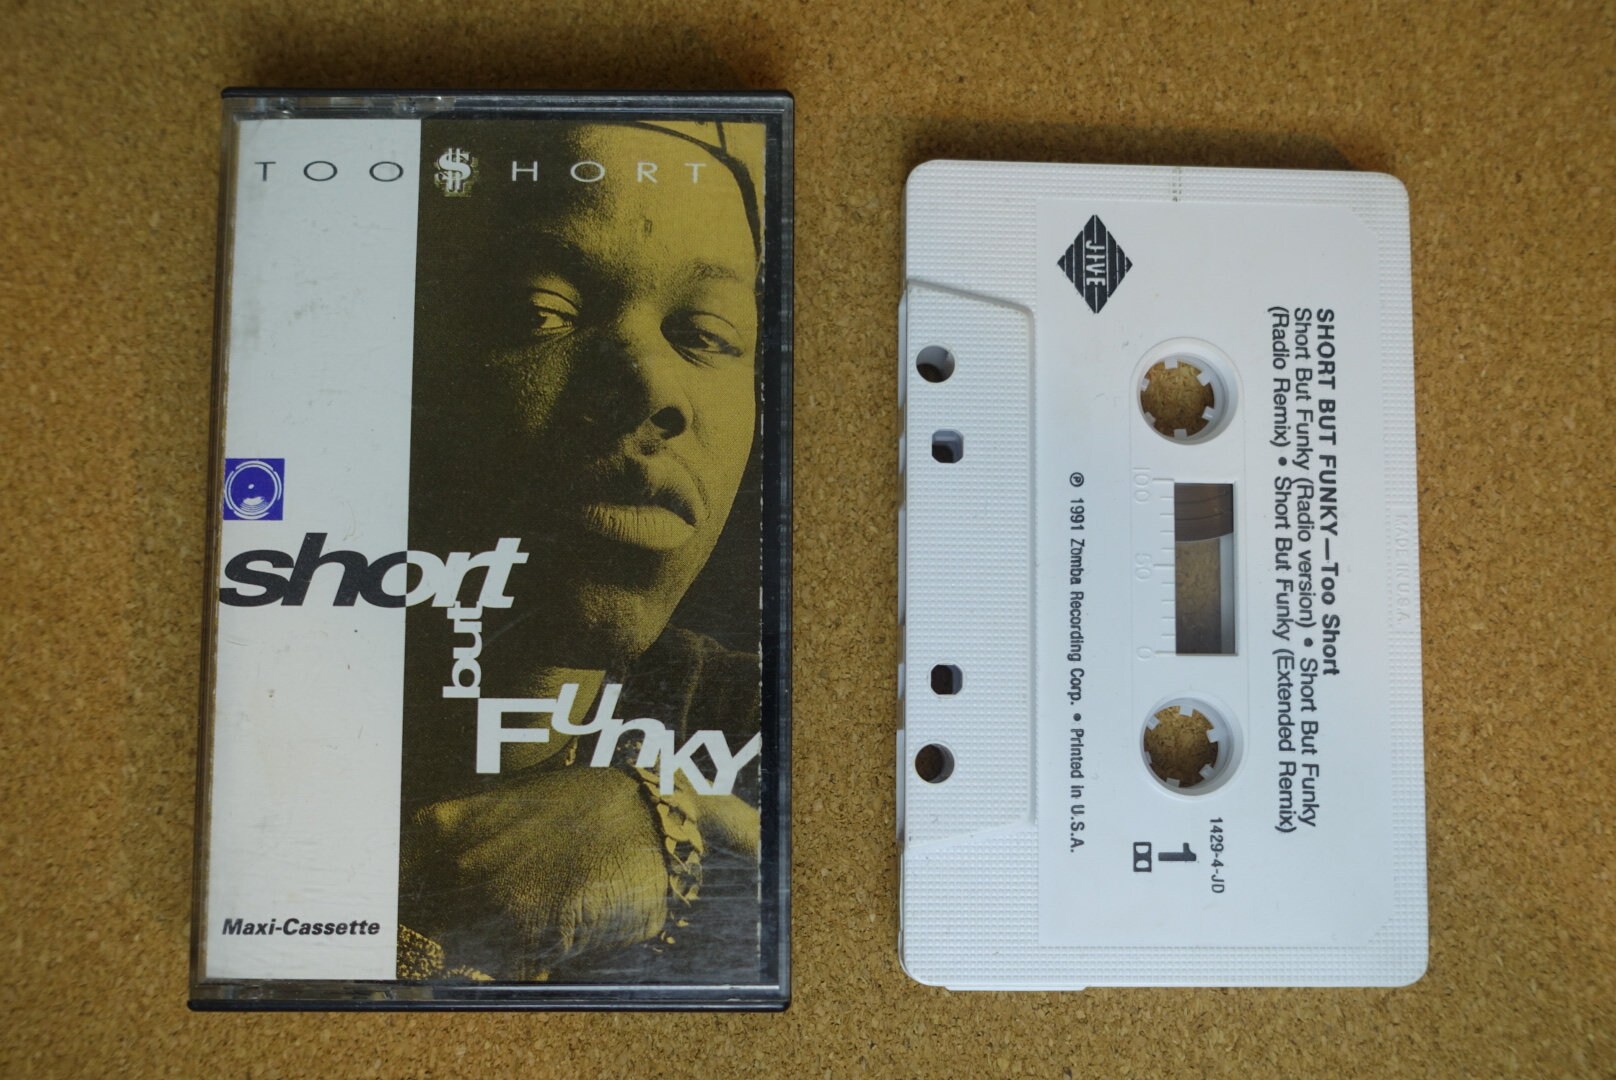 TOO $HORT
short
but
Funky
Maxi-Cassette
JIVE
SHORT BUT FUNKY—Too Short
Short But Funky (Radio version) • Short But Funky
(Radio Remix) • Short But Funky (Extended Remix)
MADE IN U.S.A.
100 50 0
1429-4-JD
1
℗ 1991 Zomba Recording Corp. • Printed in U.S.A.